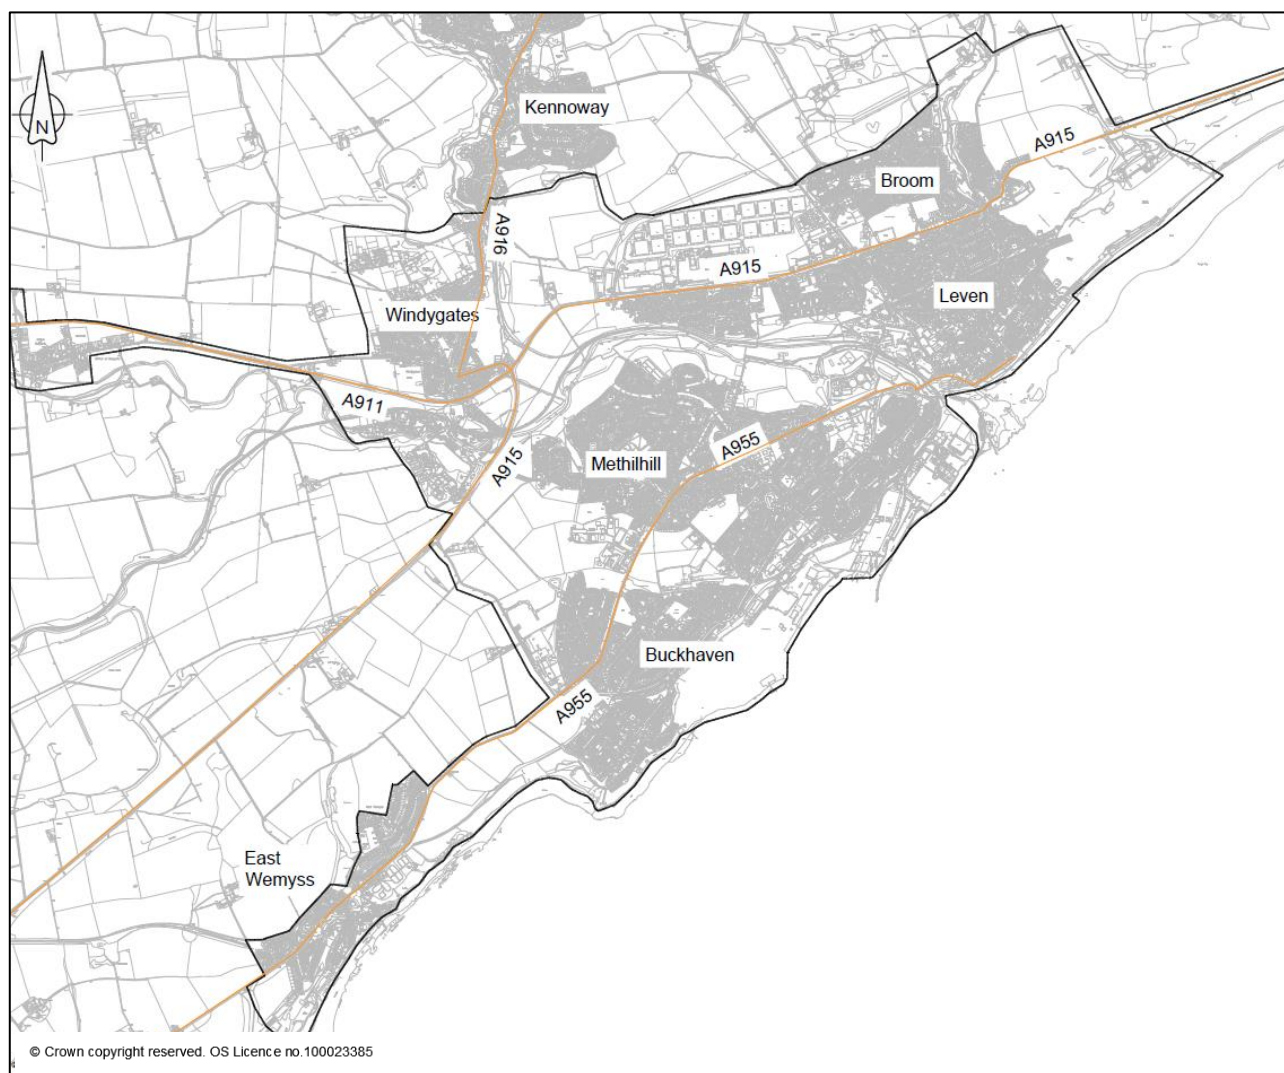 N
Kennoway
A915
Broom
A916
A915
Leven
Windygates
A911
A955
Methilhill
A915
Buckhaven
A955
East
Wemyss
© Crown copyright reserved. OS Licence no.100023385